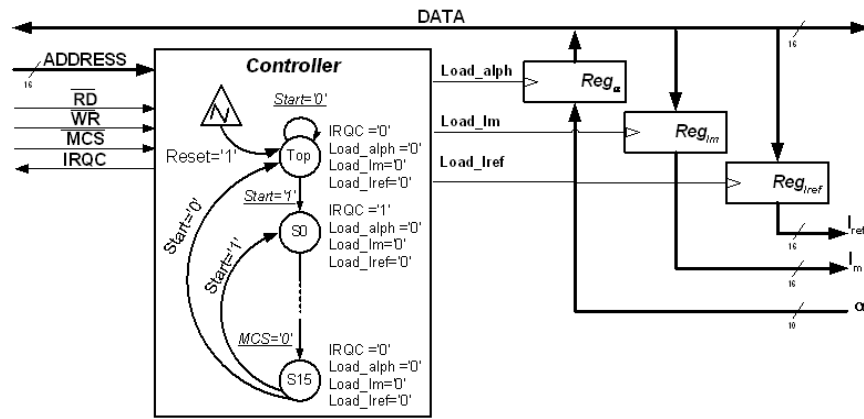 DATA
16
16
ADDRESS
16
RD
WR
MCS
IRQC
Controller
Start='0'
Reset='1'
Top
IRQC ='0'
Load_alph ='0'
Load_Im='0'
Load_Iref='0'
Start='1'
S0
IRQC ='1'
Load_alph ='0'
Load_Im='0'
Load_Iref='0'
Start='0'
Start='1'
MCS='0'
S15
IRQC ='0'
Load_alph ='0'
Load_Im='0'
Load_Iref='0'
Load_alph
Load_Im
Load_Iref
Regα
RegIm
RegIref
Iref
16
Im
16
α
10